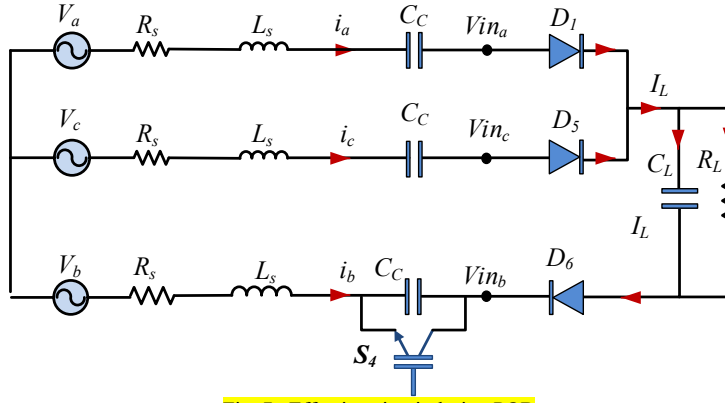 Va Rs Ls ia CC Vina D1
IL
Vc Rs Ls ic CC Vinc D5
CL RL
IL
Vb Rs Ls ib CC Vinb D6
S4